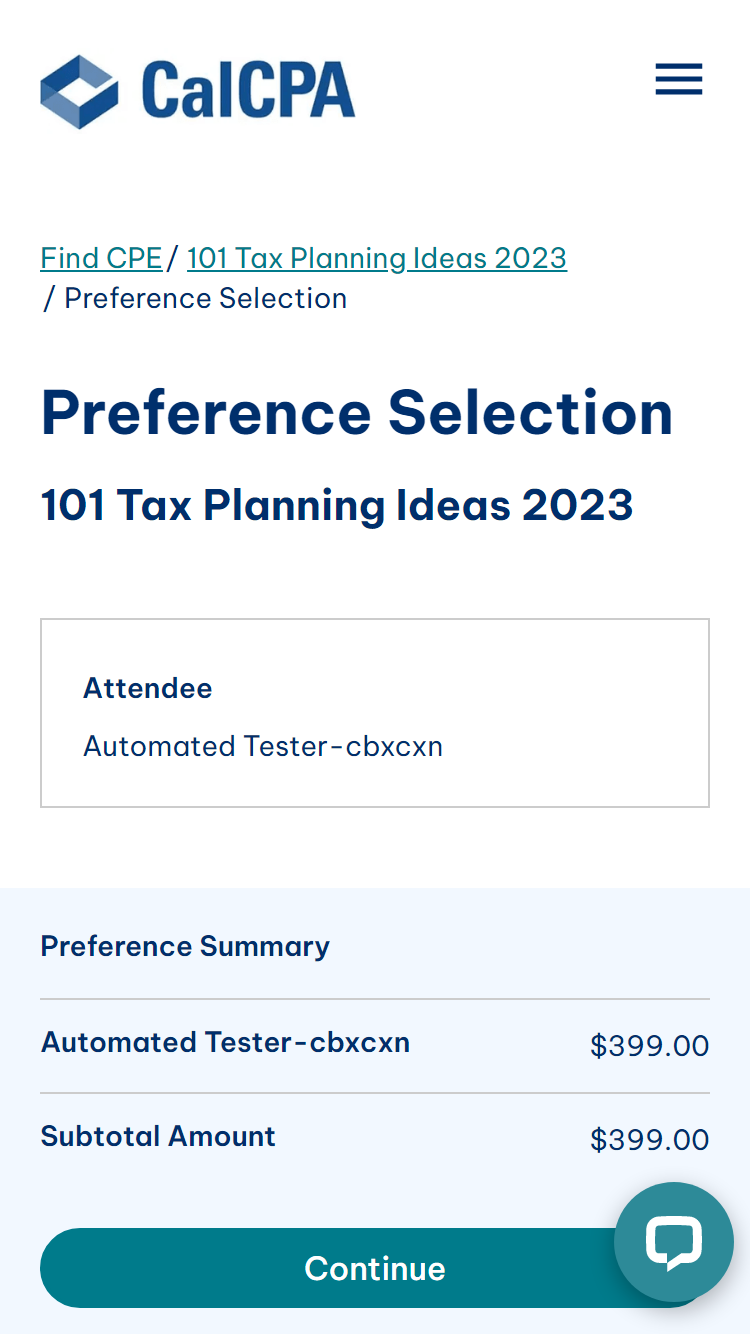 CalCPA
Find CPE / 101 Tax Planning Ideas 2023
/ Preference Selection
Preference Selection
101 Tax Planning Ideas 2023
Attendee
Automated Tester-cbxcxn
Preference Summary
Automated Tester-cbxcxn $399.00
Subtotal Amount $399.00
Continue